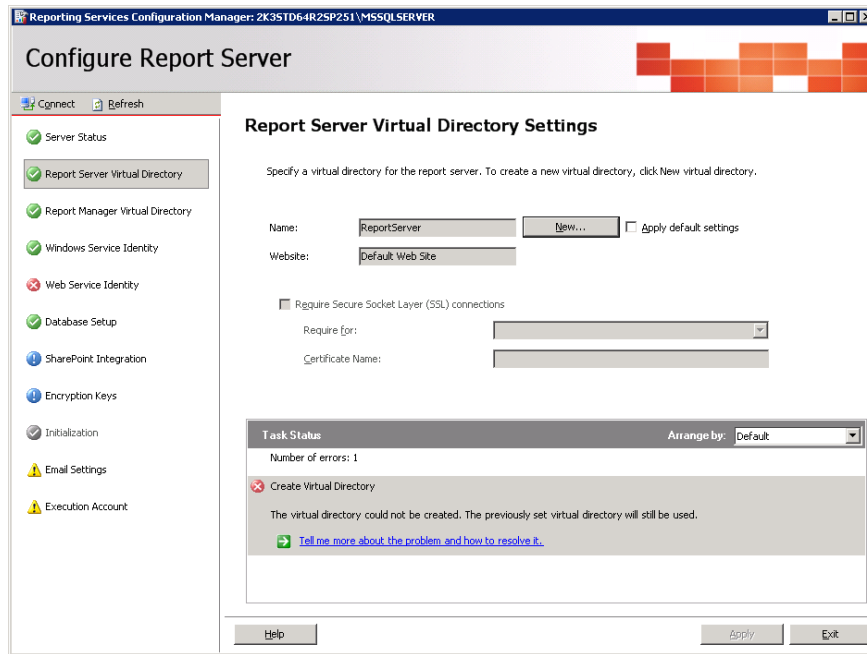 Reporting Services Configuration Manager: 2K3STD64R2SP251\MSSQLSERVER
Configure Report Server
Connect Refresh
Server Status
Report Server Virtual Directory
Report Manager Virtual Directory
Windows Service Identity
Web Service Identity
Database Setup
SharePoint Integration
Encryption Keys
Initialization
Email Settings
Execution Account
Report Server Virtual Directory Settings
Specify a virtual directory for the report server. To create a new virtual directory, click New virtual directory.
Name: ReportServer New... Apply default settings
Website: Default Web Site
Require Secure Socket Layer (SSL) connections
Require for:
Certificate Name:
Task Status Arrange by: Default
Number of errors: 1
Create Virtual Directory
The virtual directory could not be created. The previously set virtual directory will still be used.
Tell me more about the problem and how to resolve it.
Help Apply Exit